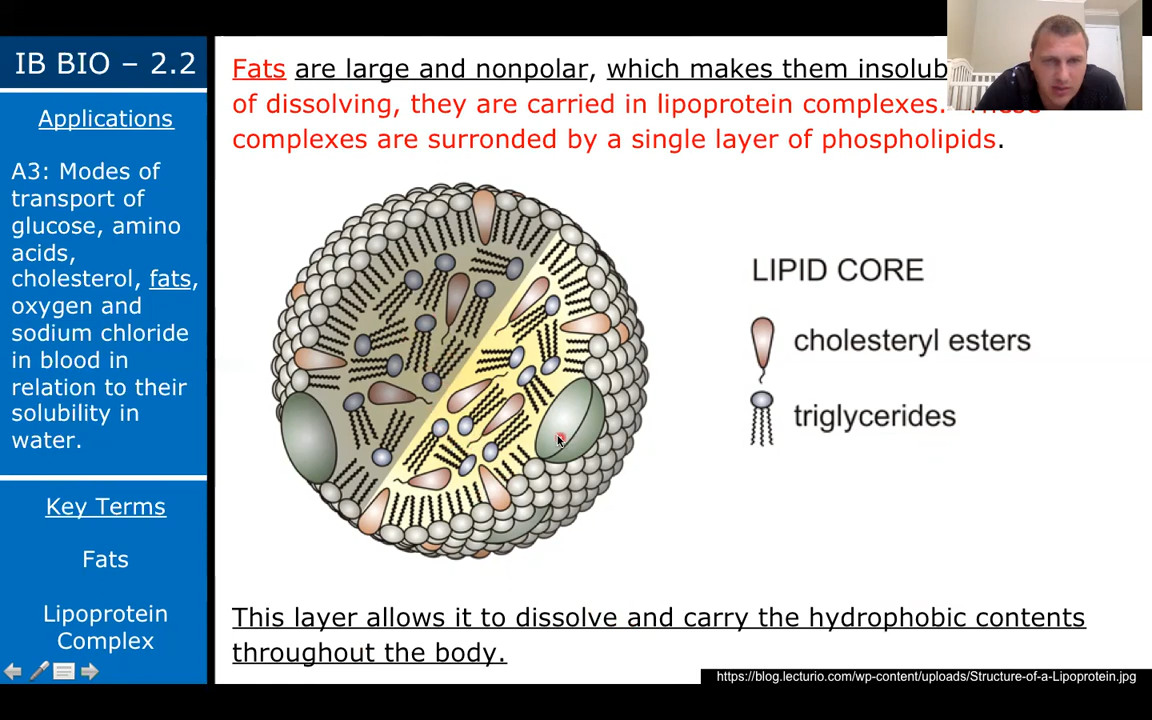 IB BIO – 2.2
Applications
A3: Modes of
transport of
glucose, amino
acids,
cholesterol, fats,
oxygen and
sodium chloride
in blood in
relation to their
solubility in
water.
Key Terms
Fats
Lipoprotein
Complex
Fats are large and nonpolar, which makes them insolub
of dissolving, they are carried in lipoprotein complexes. These
complexes are surronded by a single layer of phospholipids.
LIPID CORE
cholesteryl esters
triglycerides
This layer allows it to dissolve and carry the hydrophobic contents
throughout the body.
https://blog.lecturio.com/wp-content/uploads/Structure-of-a-Lipoprotein.jpg